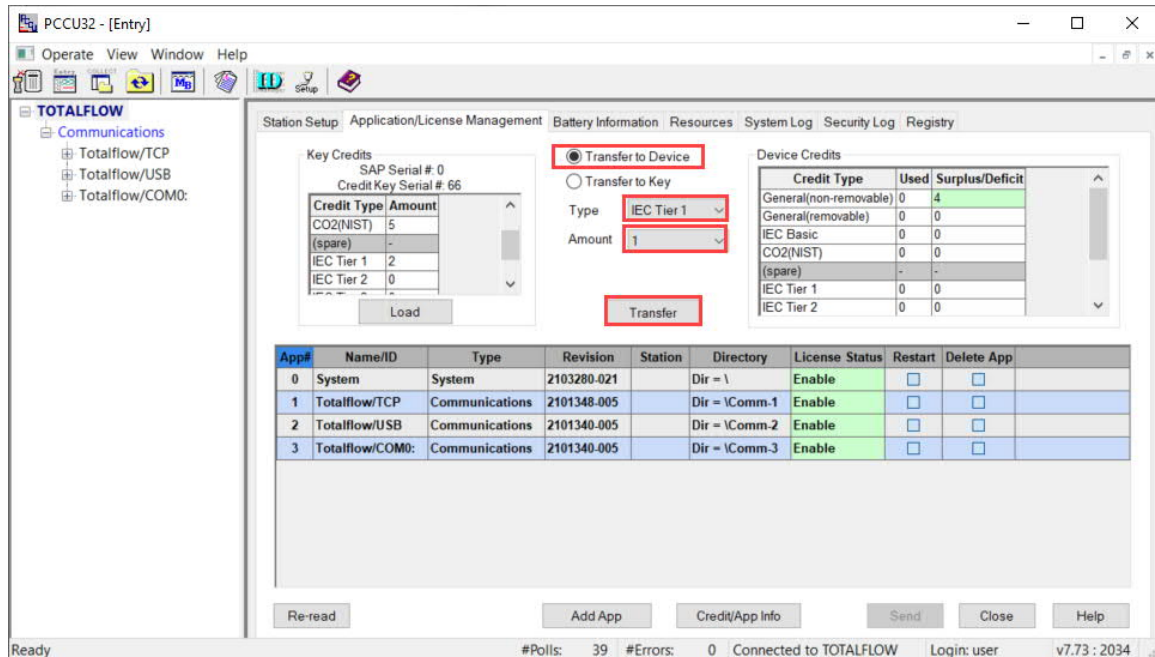 PCCU32 - [Entry]
Operate View Window Help
Entry COLLECT MB ID Setup
TOTALFLOW
Communications
Totalflow/TCP
Totalflow/USB
Totalflow/COM0:
Station Setup Application/License Management Battery Information Resources System Log Security Log Registry
Key Credits
SAP Serial #: 0
Credit Key Serial #: 66
Credit Type Amount
CO2(NIST) 5
(spare) -
IEC Tier 1 2
IEC Tier 2 0
Load
Transfer to Device
Transfer to Key
Type IEC Tier 1
Amount 1
Transfer
Device Credits
Credit Type Used Surplus/Deficit
General(non-removable) 0 4
General(removable) 0 0
IEC Basic 0 0
CO2(NIST) 0 0
(spare) - -
IEC Tier 1 0 0
IEC Tier 2 0 0
App# Name/ID Type Revision Station Directory License Status Restart Delete App
0 System System 2103280-021 Dir = \ Enable
1 Totalflow/TCP Communications 2101348-005 Dir = \Comm-1 Enable
2 Totalflow/USB Communications 2101340-005 Dir = \Comm-2 Enable
3 Totalflow/COM0: Communications 2101340-005 Dir = \Comm-3 Enable
Re-read Add App Credit/App Info Send Close Help
Ready #Polls: 39 #Errors: 0 Connected to TOTALFLOW Login: user v7.73 : 2034